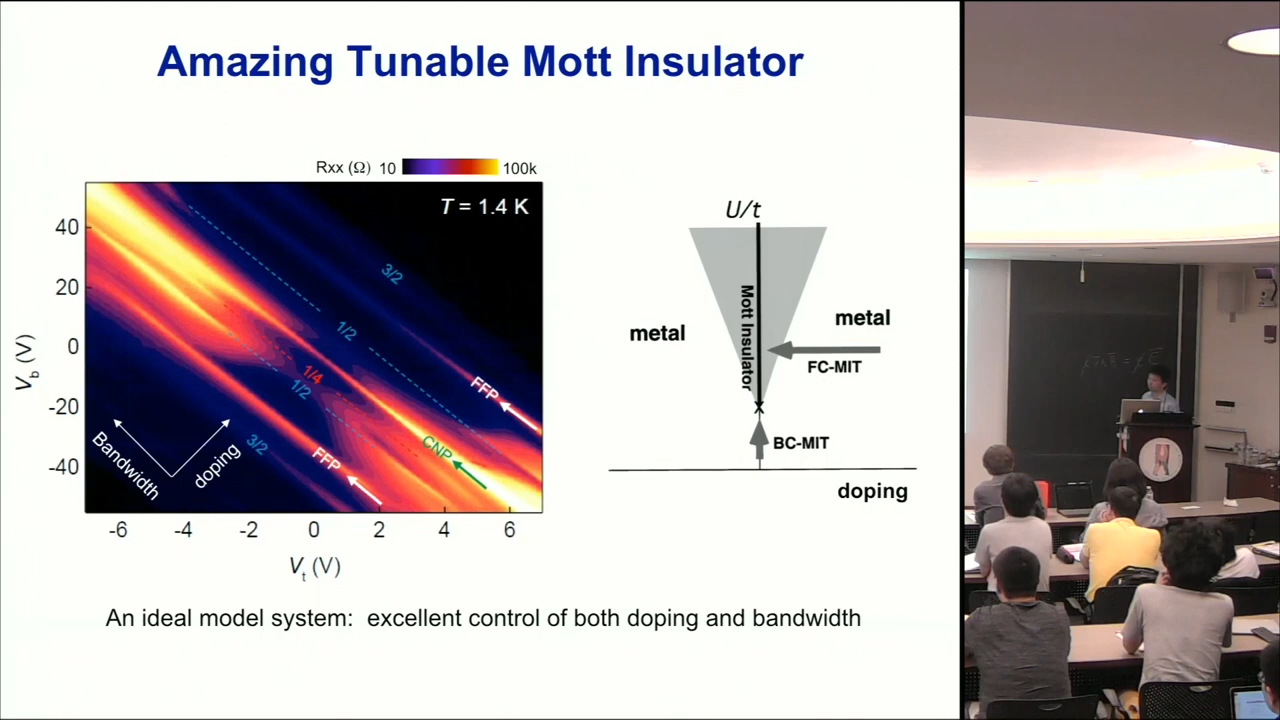 Amazing Tunable Mott Insulator
Rxx (Ω) 10 100k
T = 1.4 K
40
20
0
-20
-40
Vb (V)
3/2
1/2
1/4
1/2
3/2
FFP
CNP
FFP
Bandwidth
doping
-6 -4 -2 0 2 4 6
Vt (V)
U/t
Mott Insulator
metal
metal
FC-MIT
BC-MIT
doping
An ideal model system: excellent control of both doping and bandwidth